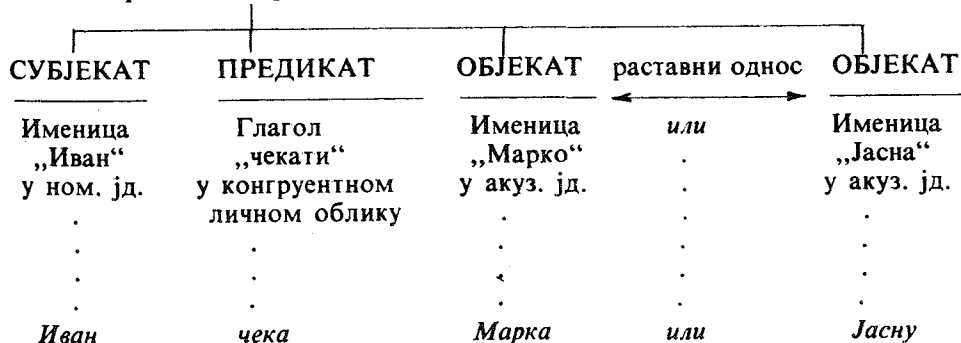 СУБЈЕКАТ ПРЕДИКАТ ОБЈЕКАТ раставни однос ОБЈЕКАТ
Именица Глагол Именица или Именица
„Иван“ „чекати“ „Марко“ . „Јасна“
у ном. јд. у конгруентном у акуз. јд. . у акуз. јд.
. личном облику . . .
. . . . .
. . . . .
. . . . .
Иван чека Марка или Јасну